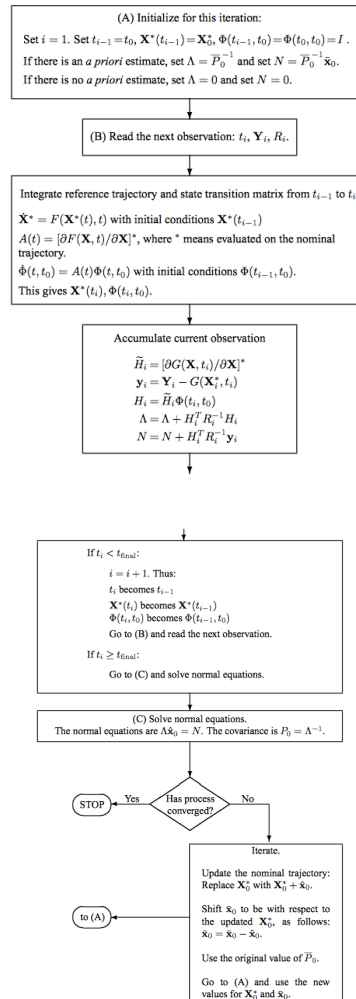 (A) Initialize for this iteration:
Set i = 1. Set t_{i−1}=t_0, X*(t_{i−1})=X*_0, Φ(t_{i−1}, t_0)=Φ(t_0, t_0)=I .
If there is an a priori estimate, set Λ = P̅_0^{−1} and set N = P̅_0^{−1} x̄_0.
If there is no a priori estimate, set Λ = 0 and set N = 0.
(B) Read the next observation: t_i, Y_i, R_i.
Integrate reference trajectory and state transition matrix from t_{i−1} to t_i
Ẋ* = F(X*(t), t) with initial conditions X*(t_{i−1})
A(t) = [∂F(X, t)/∂X]*, where * means evaluated on the nominal
trajectory.
Φ̇(t, t_0) = A(t)Φ(t, t_0) with initial conditions Φ(t_{i−1}, t_0).
This gives X*(t_i), Φ(t_i, t_0).
Accumulate current observation
H̃_i = [∂G(X, t_i)/∂X]*
y_i = Y_i − G(X*_i, t_i)
H_i = H̃_iΦ(t_i, t_0)
Λ = Λ + H_i^T R_i^{−1} H_i
N = N + H_i^T R_i^{−1} y_i
If t_i < t_final:
i = i + 1. Thus:
t_i becomes t_{i−1}
X*(t_i) becomes X*(t_{i−1})
Φ(t_i, t_0) becomes Φ(t_{i−1}, t_0)
Go to (B) and read the next observation.
If t_i ≥ t_final:
Go to (C) and solve normal equations.
(C) Solve normal equations.
The normal equations are Λx̂_0 = N. The covariance is P_0 = Λ^{−1}.
STOP
Yes
Has process
converged?
No
Iterate.
Update the nominal trajectory:
Replace X*_0 with X*_0 + x̂_0.
Shift x̄_0 to be with respect to
the updated X*_0, as follows:
x̄_0 = x̄_0 − x̂_0.
to (A)
Use the original value of P̅_0.
Go to (A) and use the new
values for X*_0 and x̄_0.